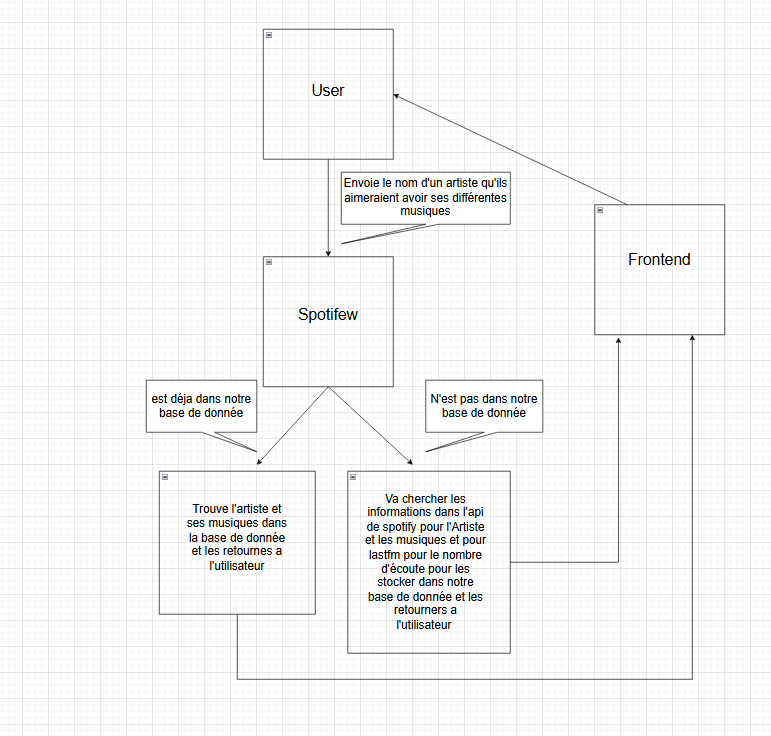 User
Envoie le nom d'un artiste qu'ils
aimeraient avoir ses différentes
musiques
Frontend
Spotifew
est déja dans notre
base de donnée
N'est pas dans notre
base de donnée
Trouve l'artiste et
ses musiques dans
la base de donnée
et les retournes a
l'utilisateur
Va chercher les
informations dans l'api
de spotify pour l'Artiste
et les musiques et pour
lastfm pour le nombre
d'écoute pour les
stocker dans notre
base de donnée et les
retourners a
l'utilisateur